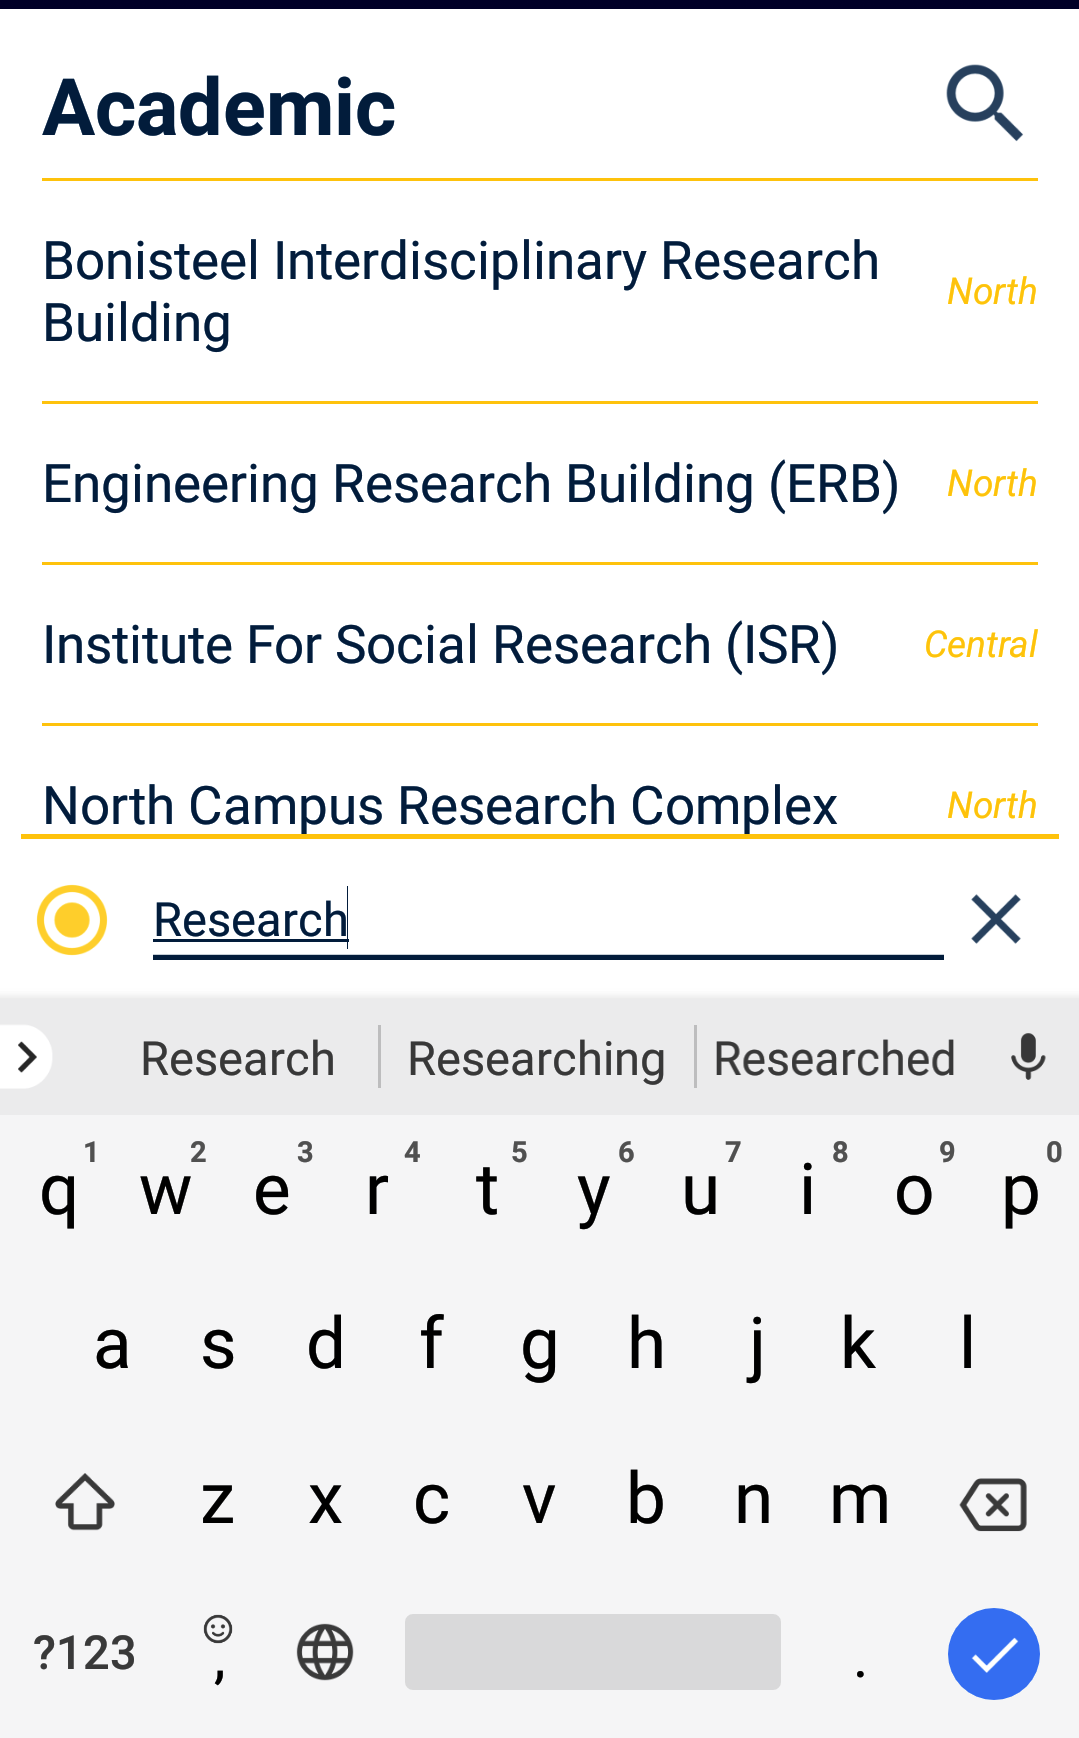 Academic
Bonisteel Interdisciplinary Research
Building
North
Engineering Research Building (ERB)
North
Institute For Social Research (ISR)
Central
North Campus Research Complex
North
Research
Research
Researching
Researched
1 2 3 4 5 6 7 8 9 0
q w e r t y u i o p
a s d f g h j k l
z x c v b n m
?123 , .